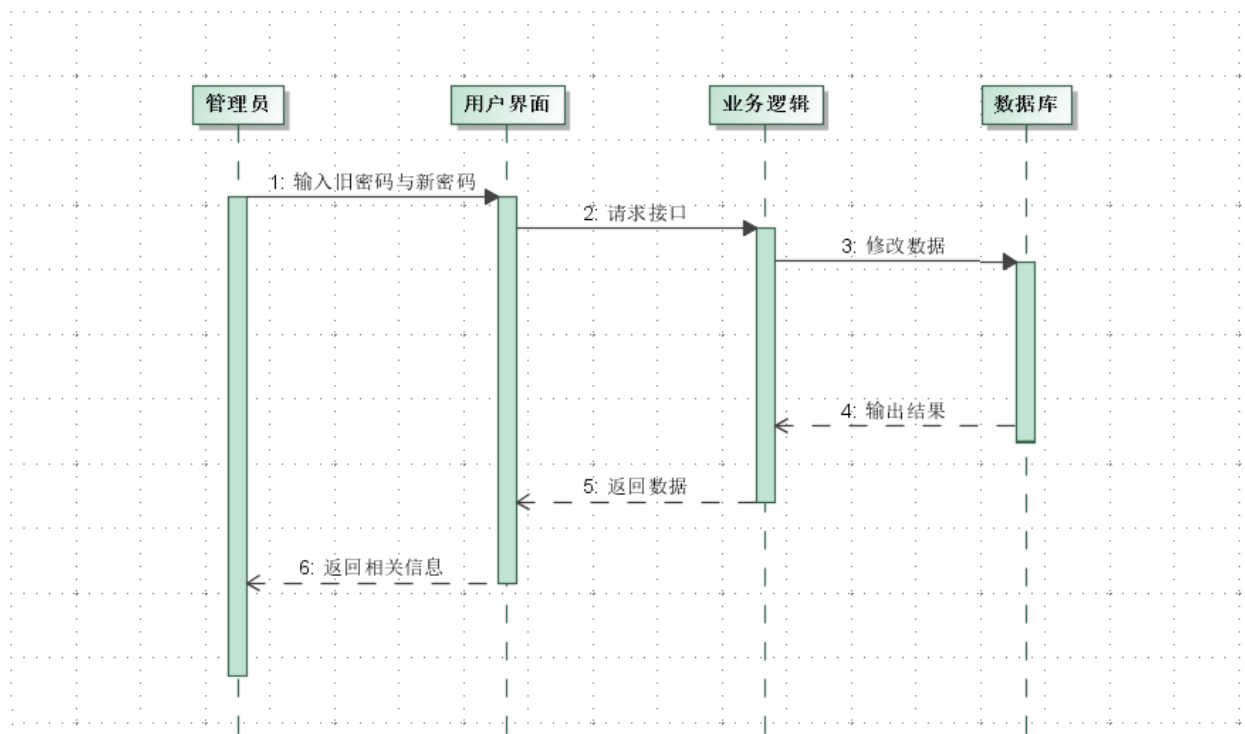 管理员
用户界面
业务逻辑
数据库
1: 输入旧密码与新密码
2: 请求接口
3: 修改数据
4: 输出结果
5: 返回数据
6: 返回相关信息